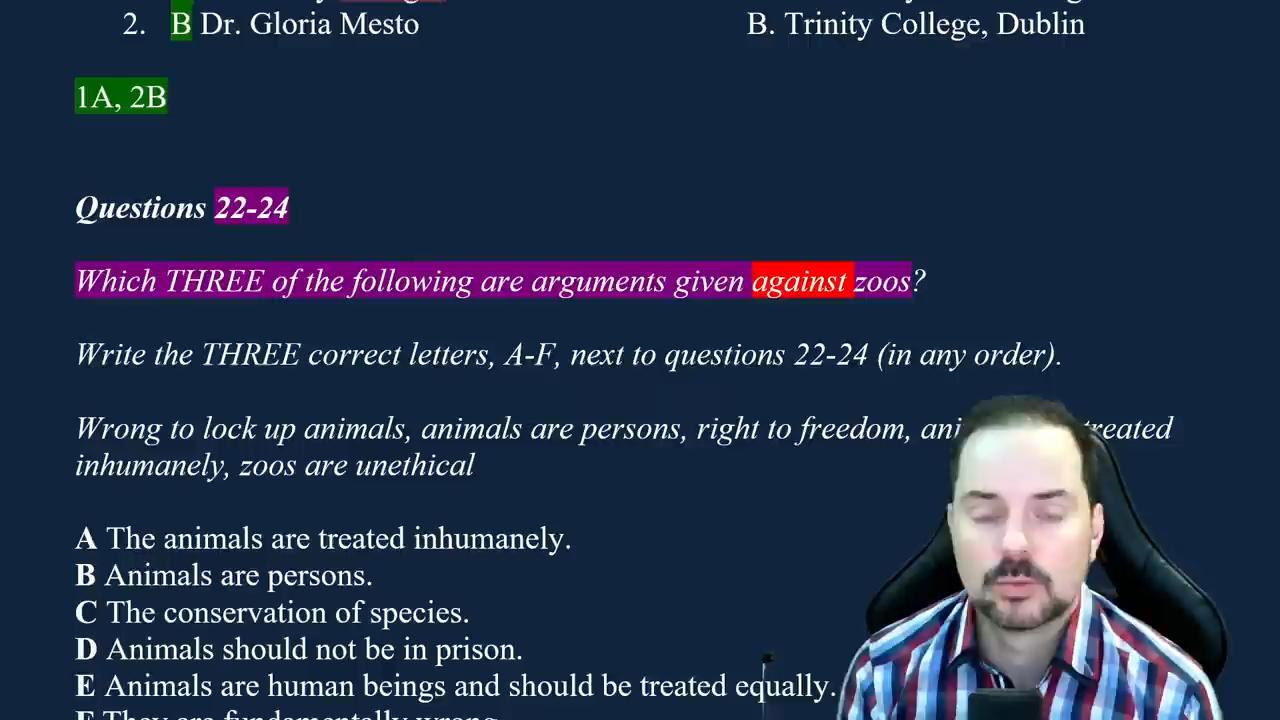 2. B Dr. Gloria Mesto B. Trinity College, Dublin
1A, 2B
Questions 22-24
Which THREE of the following are arguments given against zoos?
Write the THREE correct letters, A-F, next to questions 22-24 (in any order).
Wrong to lock up animals, animals are persons, right to freedom, treated
inhumanely, zoos are unethical
A The animals are treated inhumanely.
B Animals are persons.
C The conservation of species.
D Animals should not be in prison.
E Animals are human beings and should be treated equally.
F They are fundamentally wrong.